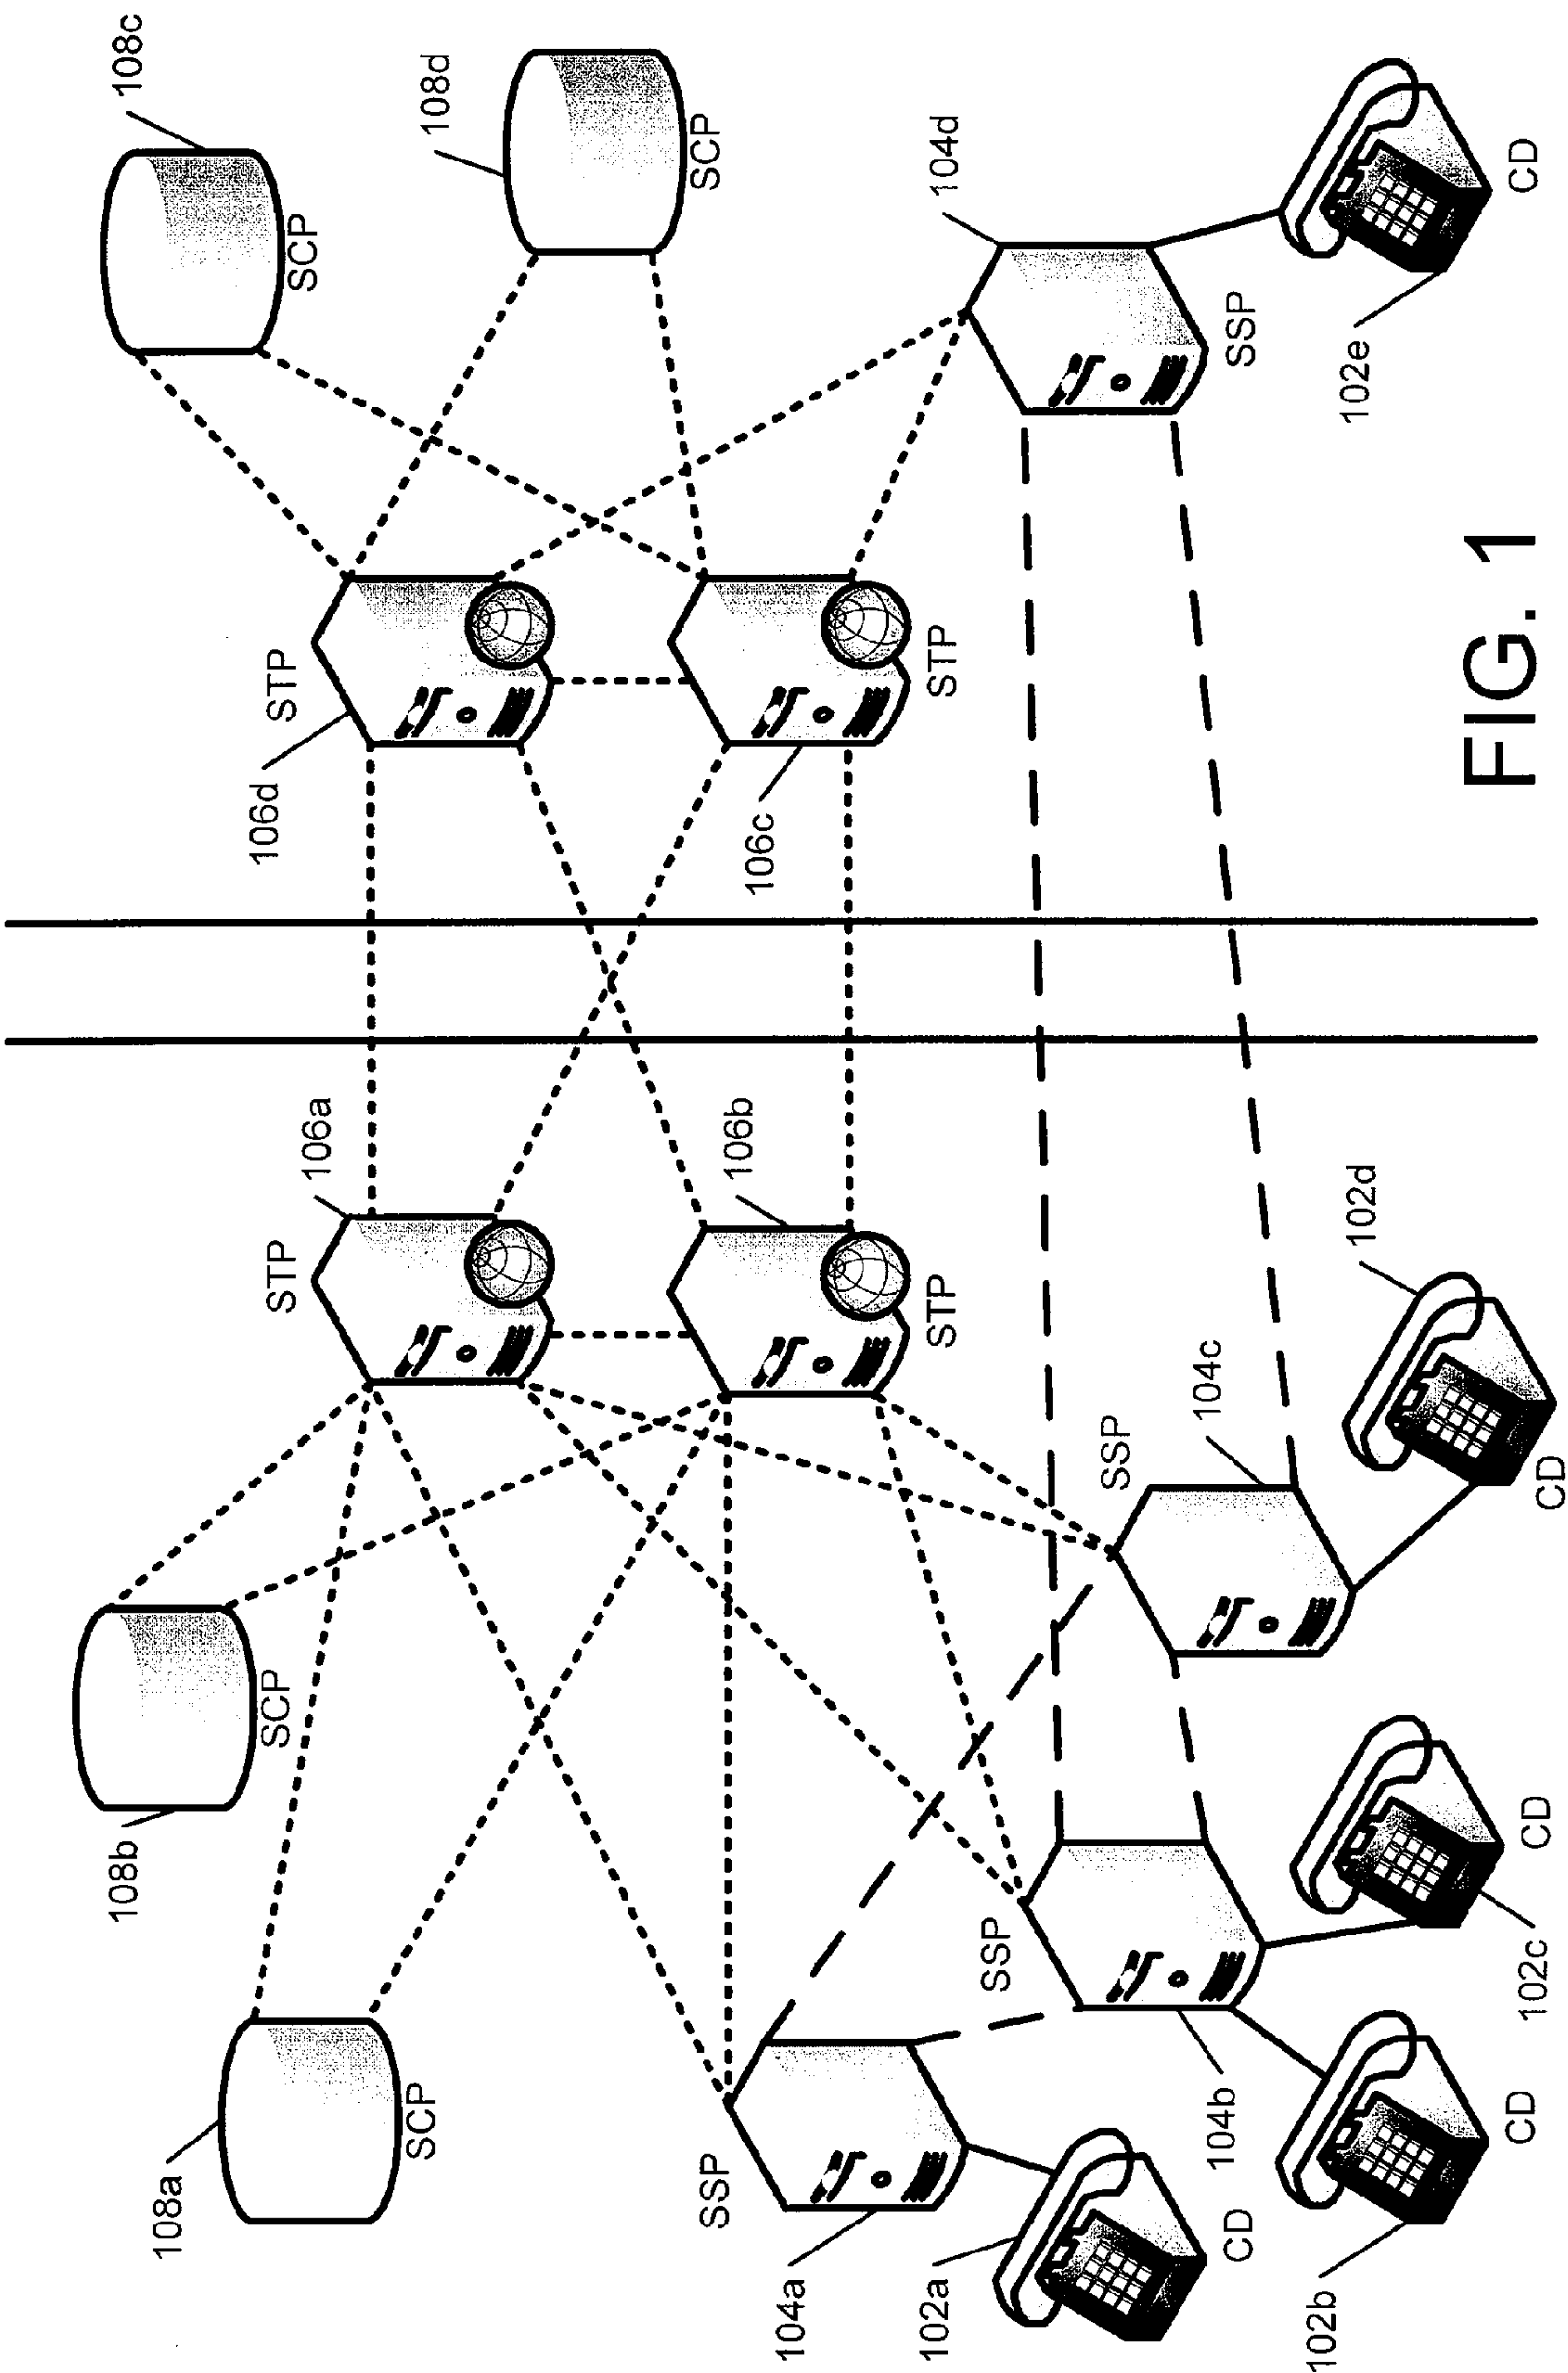 108a
SCP
108b
SCP
108c
SCP
108d
SCP
STP
106a
STP
106b
STP
106d
STP
106c
SSP
104a
SSP
104b
SSP
104c
SSP
104d
102a
CD
102b
CD
102c
CD
102d
CD
102e
CD
FIG. 1